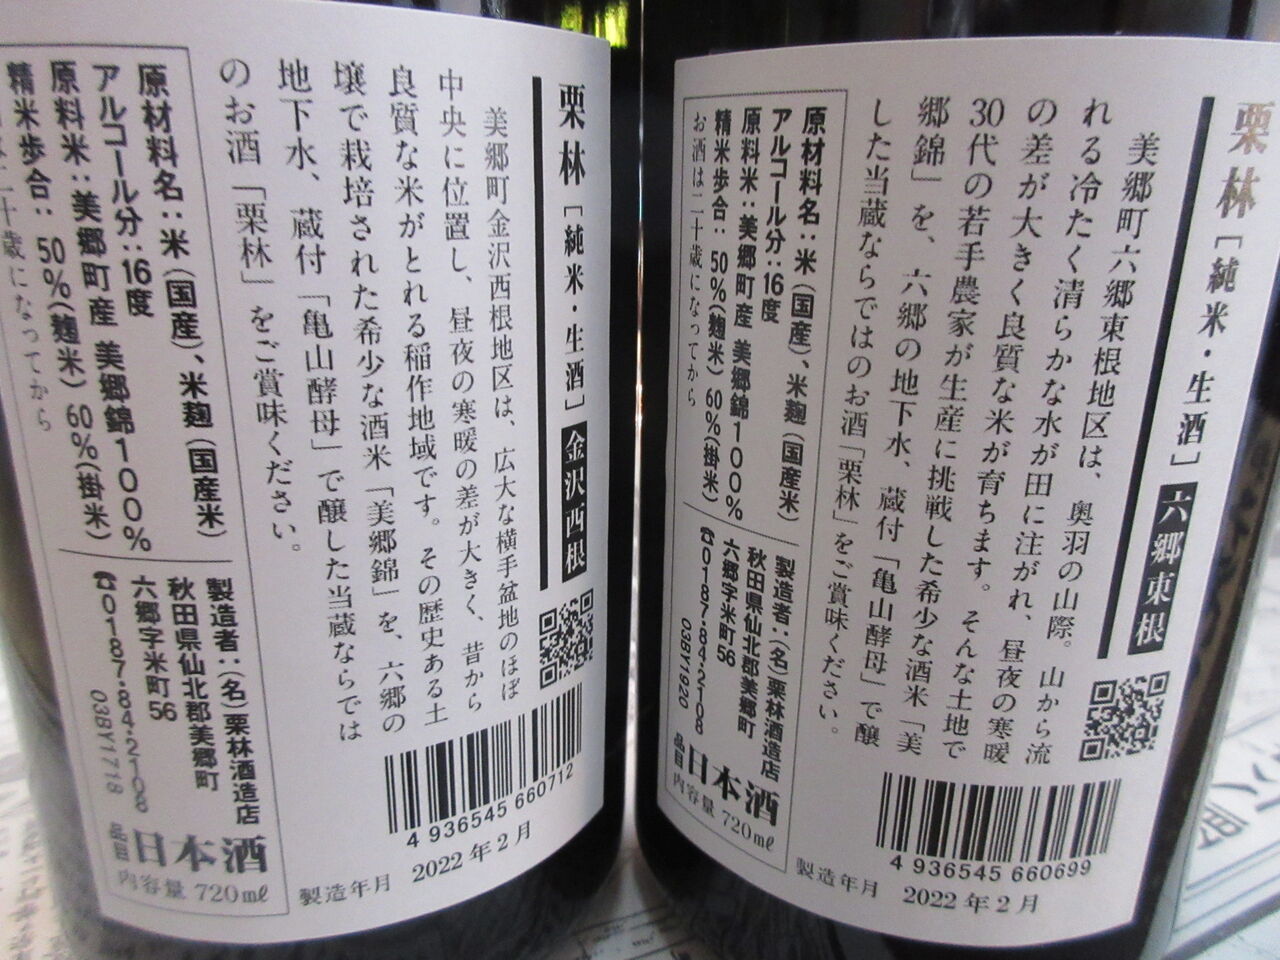 栗林［純米・生酒］金沢西根
美郷町金沢西根地区は、広大な横手盆地のほぼ
中央に位置し、昼夜の寒暖の差が大きく、昔から
良質な米がとれる稲作地域です。その歴史ある土
壌で栽培された希少な酒米「美郷錦」を、六郷の
地下水、蔵付「亀山酵母」で醸した当蔵ならでは
のお酒「栗林」をご賞味ください。
原材料名：米（国産）、米麹（国産米）
アルコール分：16度
原料米：美郷町産 美郷錦100%
精米歩合：50%(麹米) 60%(掛米)
二十歳になってから
製造者：（名）栗林酒造店
秋田県仙北郡美郷町
六郷字米町56
☎0187・84・2108
03BY1718
品目 日本酒
内容量 720mℓ
4 936545 660712
製造年月 2022年2月
栗林［純米・生酒］六郷東根
美郷町六郷東根地区は、奥羽の山際。山から流
れる冷たく清らかな水が田に注がれ、昼夜の寒暖
の差が大きく良質な米が育ちます。そんな土地で
30代の若手農家が生産に挑戦した希少な酒米「美
郷錦」を、六郷の地下水、蔵付「亀山酵母」で醸
した当蔵ならではのお酒「栗林」をご賞味ください。
原材料名：米（国産）、米麹（国産米）
アルコール分：16度
原料米：美郷町産 美郷錦100%
精米歩合：50%(麹米) 60%(掛米)
お酒は二十歳になってから
製造者：（名）栗林酒造店
秋田県仙北郡美郷町
六郷字米町56
☎0187・84・2108
03BY1920
品目 日本酒
内容量 720mℓ
4 936545 660699
製造年月 2022年2月